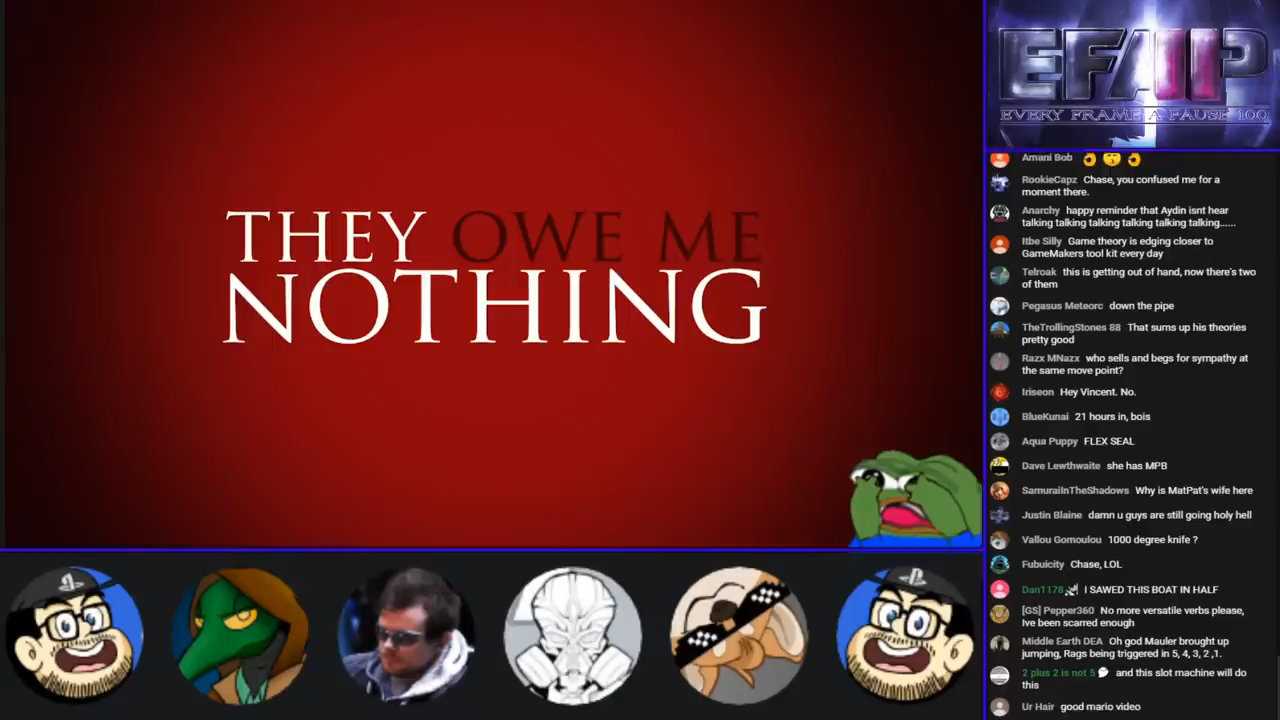 THEY OWE ME
NOTHING
EFAP
EVERY FRAME A PAUSE 100
Amani Bob
RookieCapz Chase, you confused me for a
moment there.
Anarchy happy reminder that Aydin isnt hear
talking talking talking talking talking talking......
Itbe Silly Game theory is edging closer to
GameMakers tool kit every day
Telroak this is getting out of hand, now there's two
of them
Pegasus Meteorc down the pipe
TheTrollingStones 88 That sums up his theories
pretty good
Razx MNazx who sells and begs for sympathy at
the same move point?
Iriseon Hey Vincent. No.
BlueKunai 21 hours in, bois
Aqua Puppy FLEX SEAL
Dave Lewthwaite she has MPB
SamuraiInTheShadows Why is MatPat's wife here
Justin Blaine damn u guys are still going holy hell
Vallou Gomoulou 1000 degree knife ?
Fubuicity Chase, LOL
Dan1178 I SAWED THIS BOAT IN HALF
[GS] Pepper360 No more versatile verbs please,
Ive been scarred enough
Middle Earth DEA Oh god Mauler brought up
jumping, Rags being triggered in 5, 4, 3, 2 ,1.
2 plus 2 is not 5 and this slot machine will do
this
Ur Hair good mario video